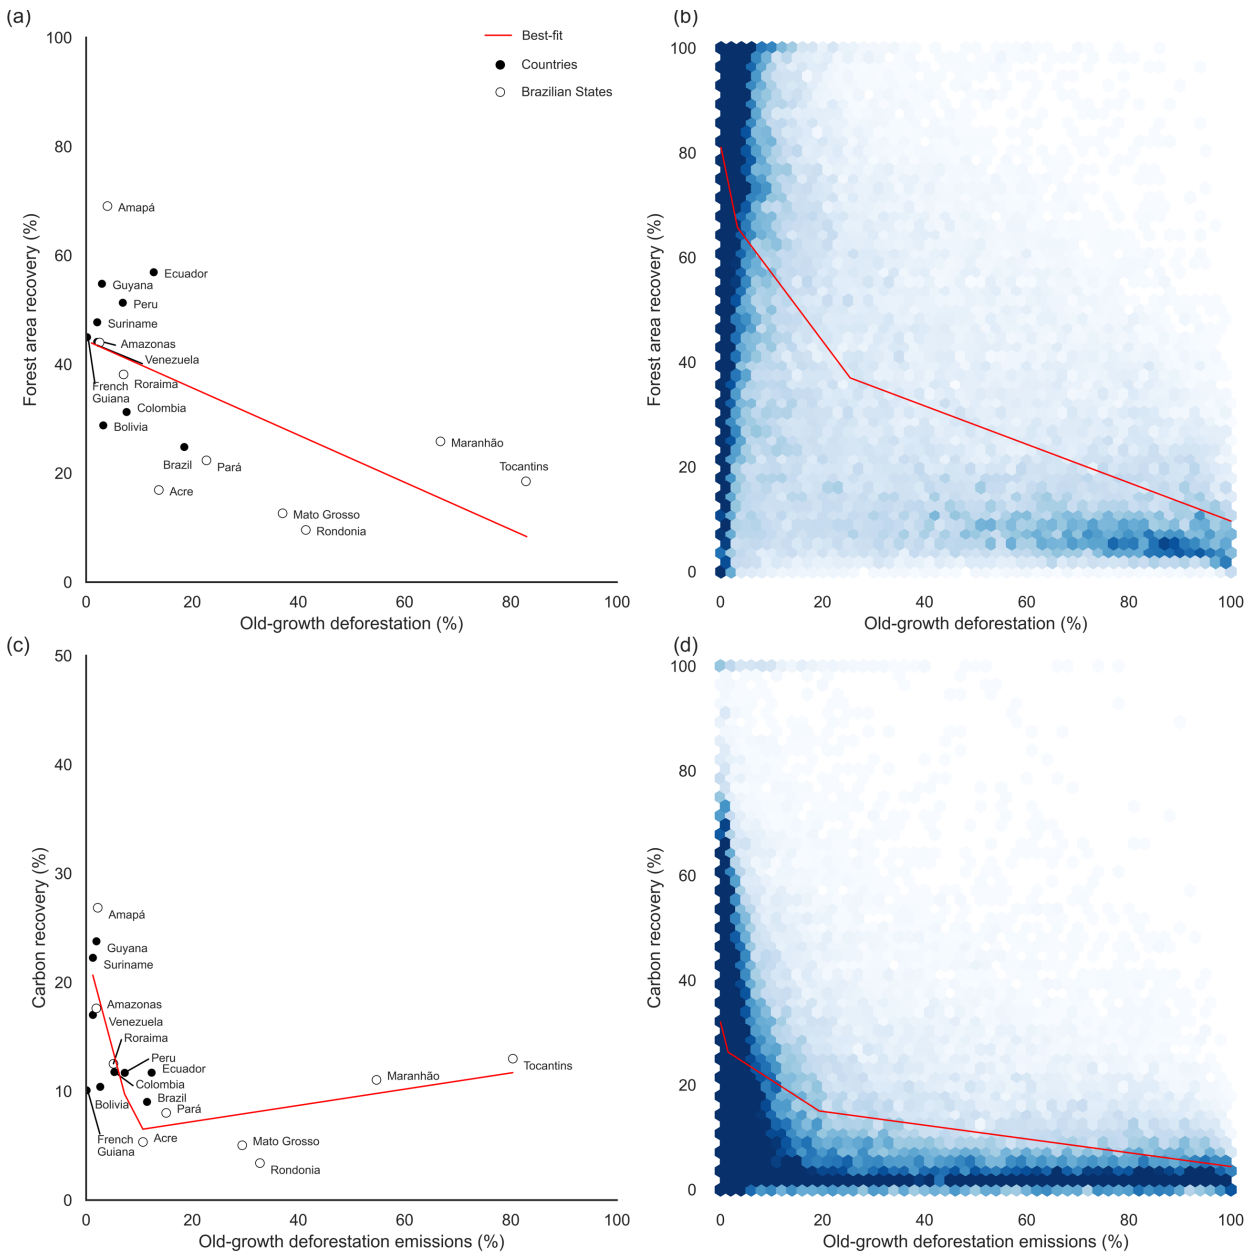 (a)
100
80
60
40
20
0
0 20 40 60 80 100
Forest area recovery (%)
Old-growth deforestation (%)
Best-fit
Countries
Brazilian States
Amapá
Ecuador
Guyana
Peru
Suriname
Amazonas
Venezuela
French
Guiana
Roraima
Colombia
Bolivia
Brazil
Pará
Acre
Maranhão
Tocantins
Mato Grosso
Rondonia
(b)
100
80
60
40
20
0
0 20 40 60 80 100
Forest area recovery (%)
Old-growth deforestation (%)
(c)
50
40
30
20
10
0
0 20 40 60 80 100
Carbon recovery (%)
Old-growth deforestation emissions (%)
Amapá
Guyana
Suriname
Amazonas
Venezuela
Roraima
Peru
Ecuador
Colombia
Bolivia
Brazil
Pará
French
Guiana
Acre
Mato Grosso
Rondonia
Maranhão
Tocantins
(d)
100
80
60
40
20
0
0 20 40 60 80 100
Carbon recovery (%)
Old-growth deforestation emissions (%)